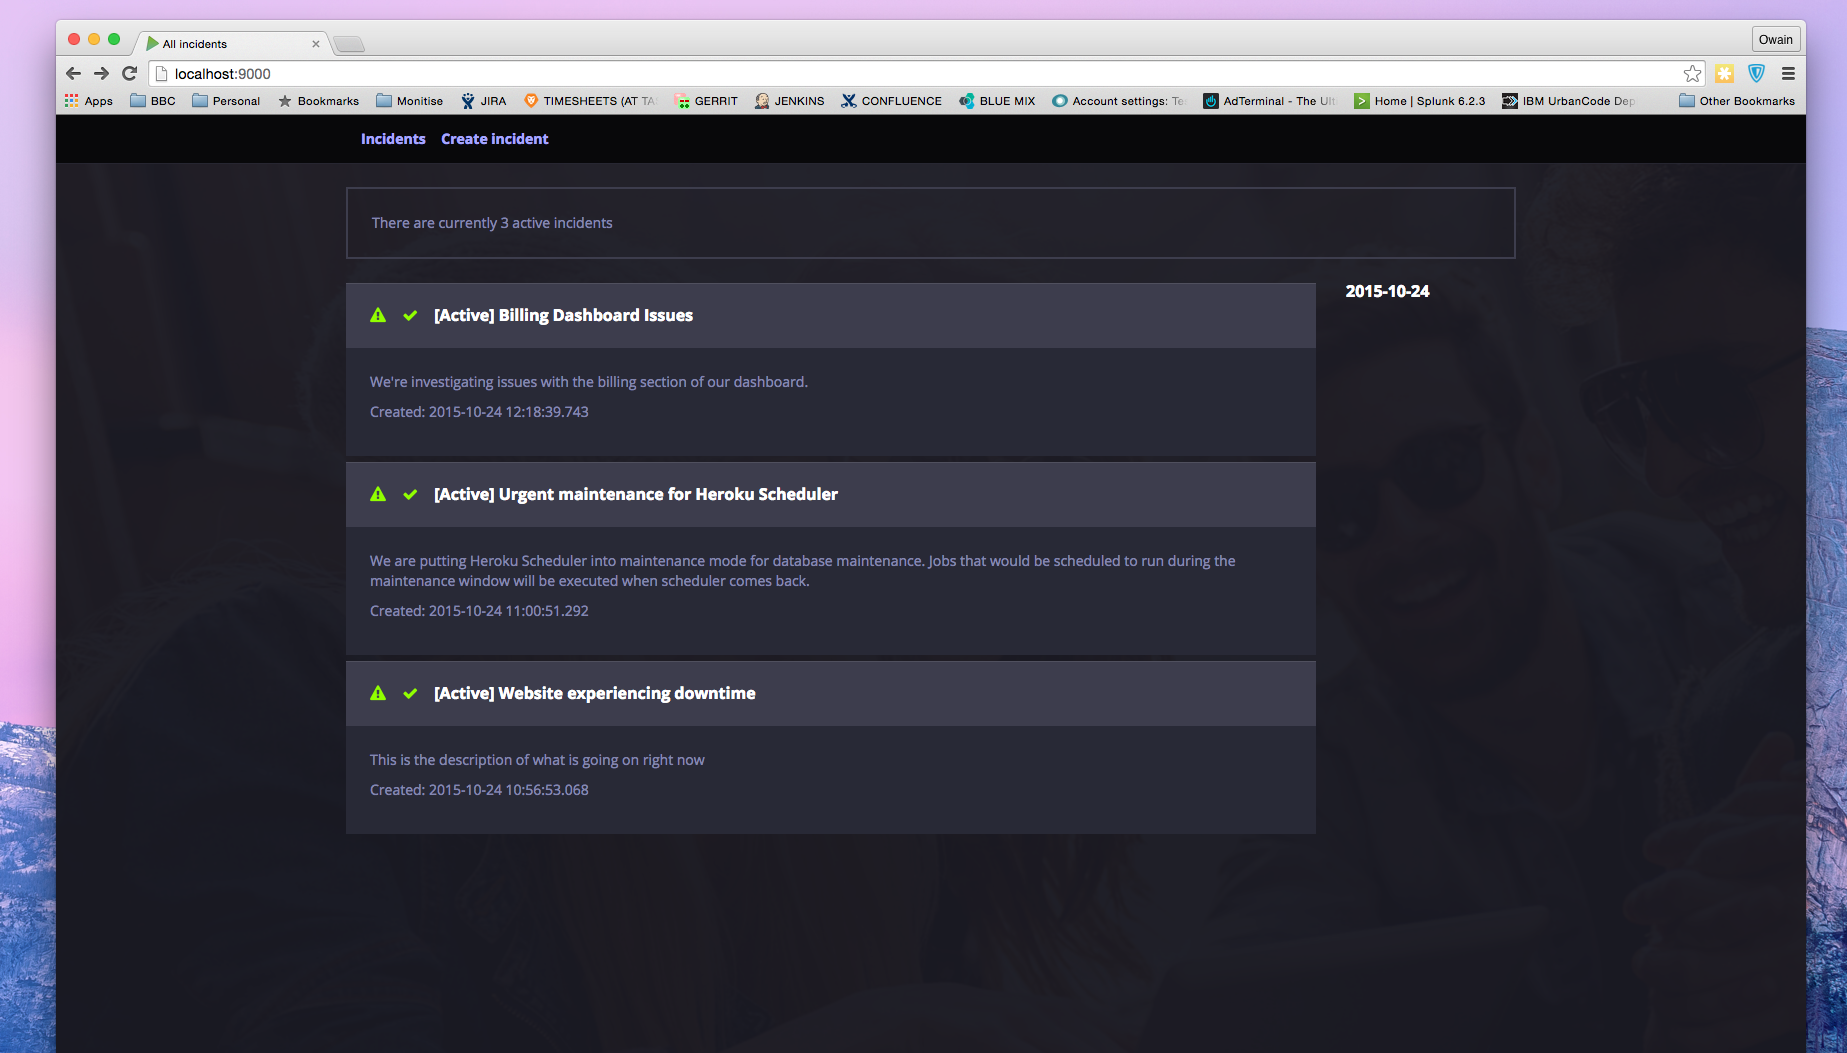 All incidents
Owain
localhost:9000
Apps BBC Personal Bookmarks Monitise JIRA TIMESHEETS (AT GERRIT JENKINS CONFLUENCE BLUE MIX Account settings: AdTerminal - The Home | Splunk 6.2.3 IBM UrbanCode Other Bookmarks
Incidents Create incident
There are currently 3 active incidents
2015-10-24
[Active] Billing Dashboard Issues
We're investigating issues with the billing section of our dashboard.
Created: 2015-10-24 12:18:39.743
[Active] Urgent maintenance for Heroku Scheduler
We are putting Heroku Scheduler into maintenance mode for database maintenance. Jobs that would be scheduled to run during the
maintenance window will be executed when scheduler comes back.
Created: 2015-10-24 11:00:51.292
[Active] Website experiencing downtime
This is the description of what is going on right now
Created: 2015-10-24 10:56:53.068